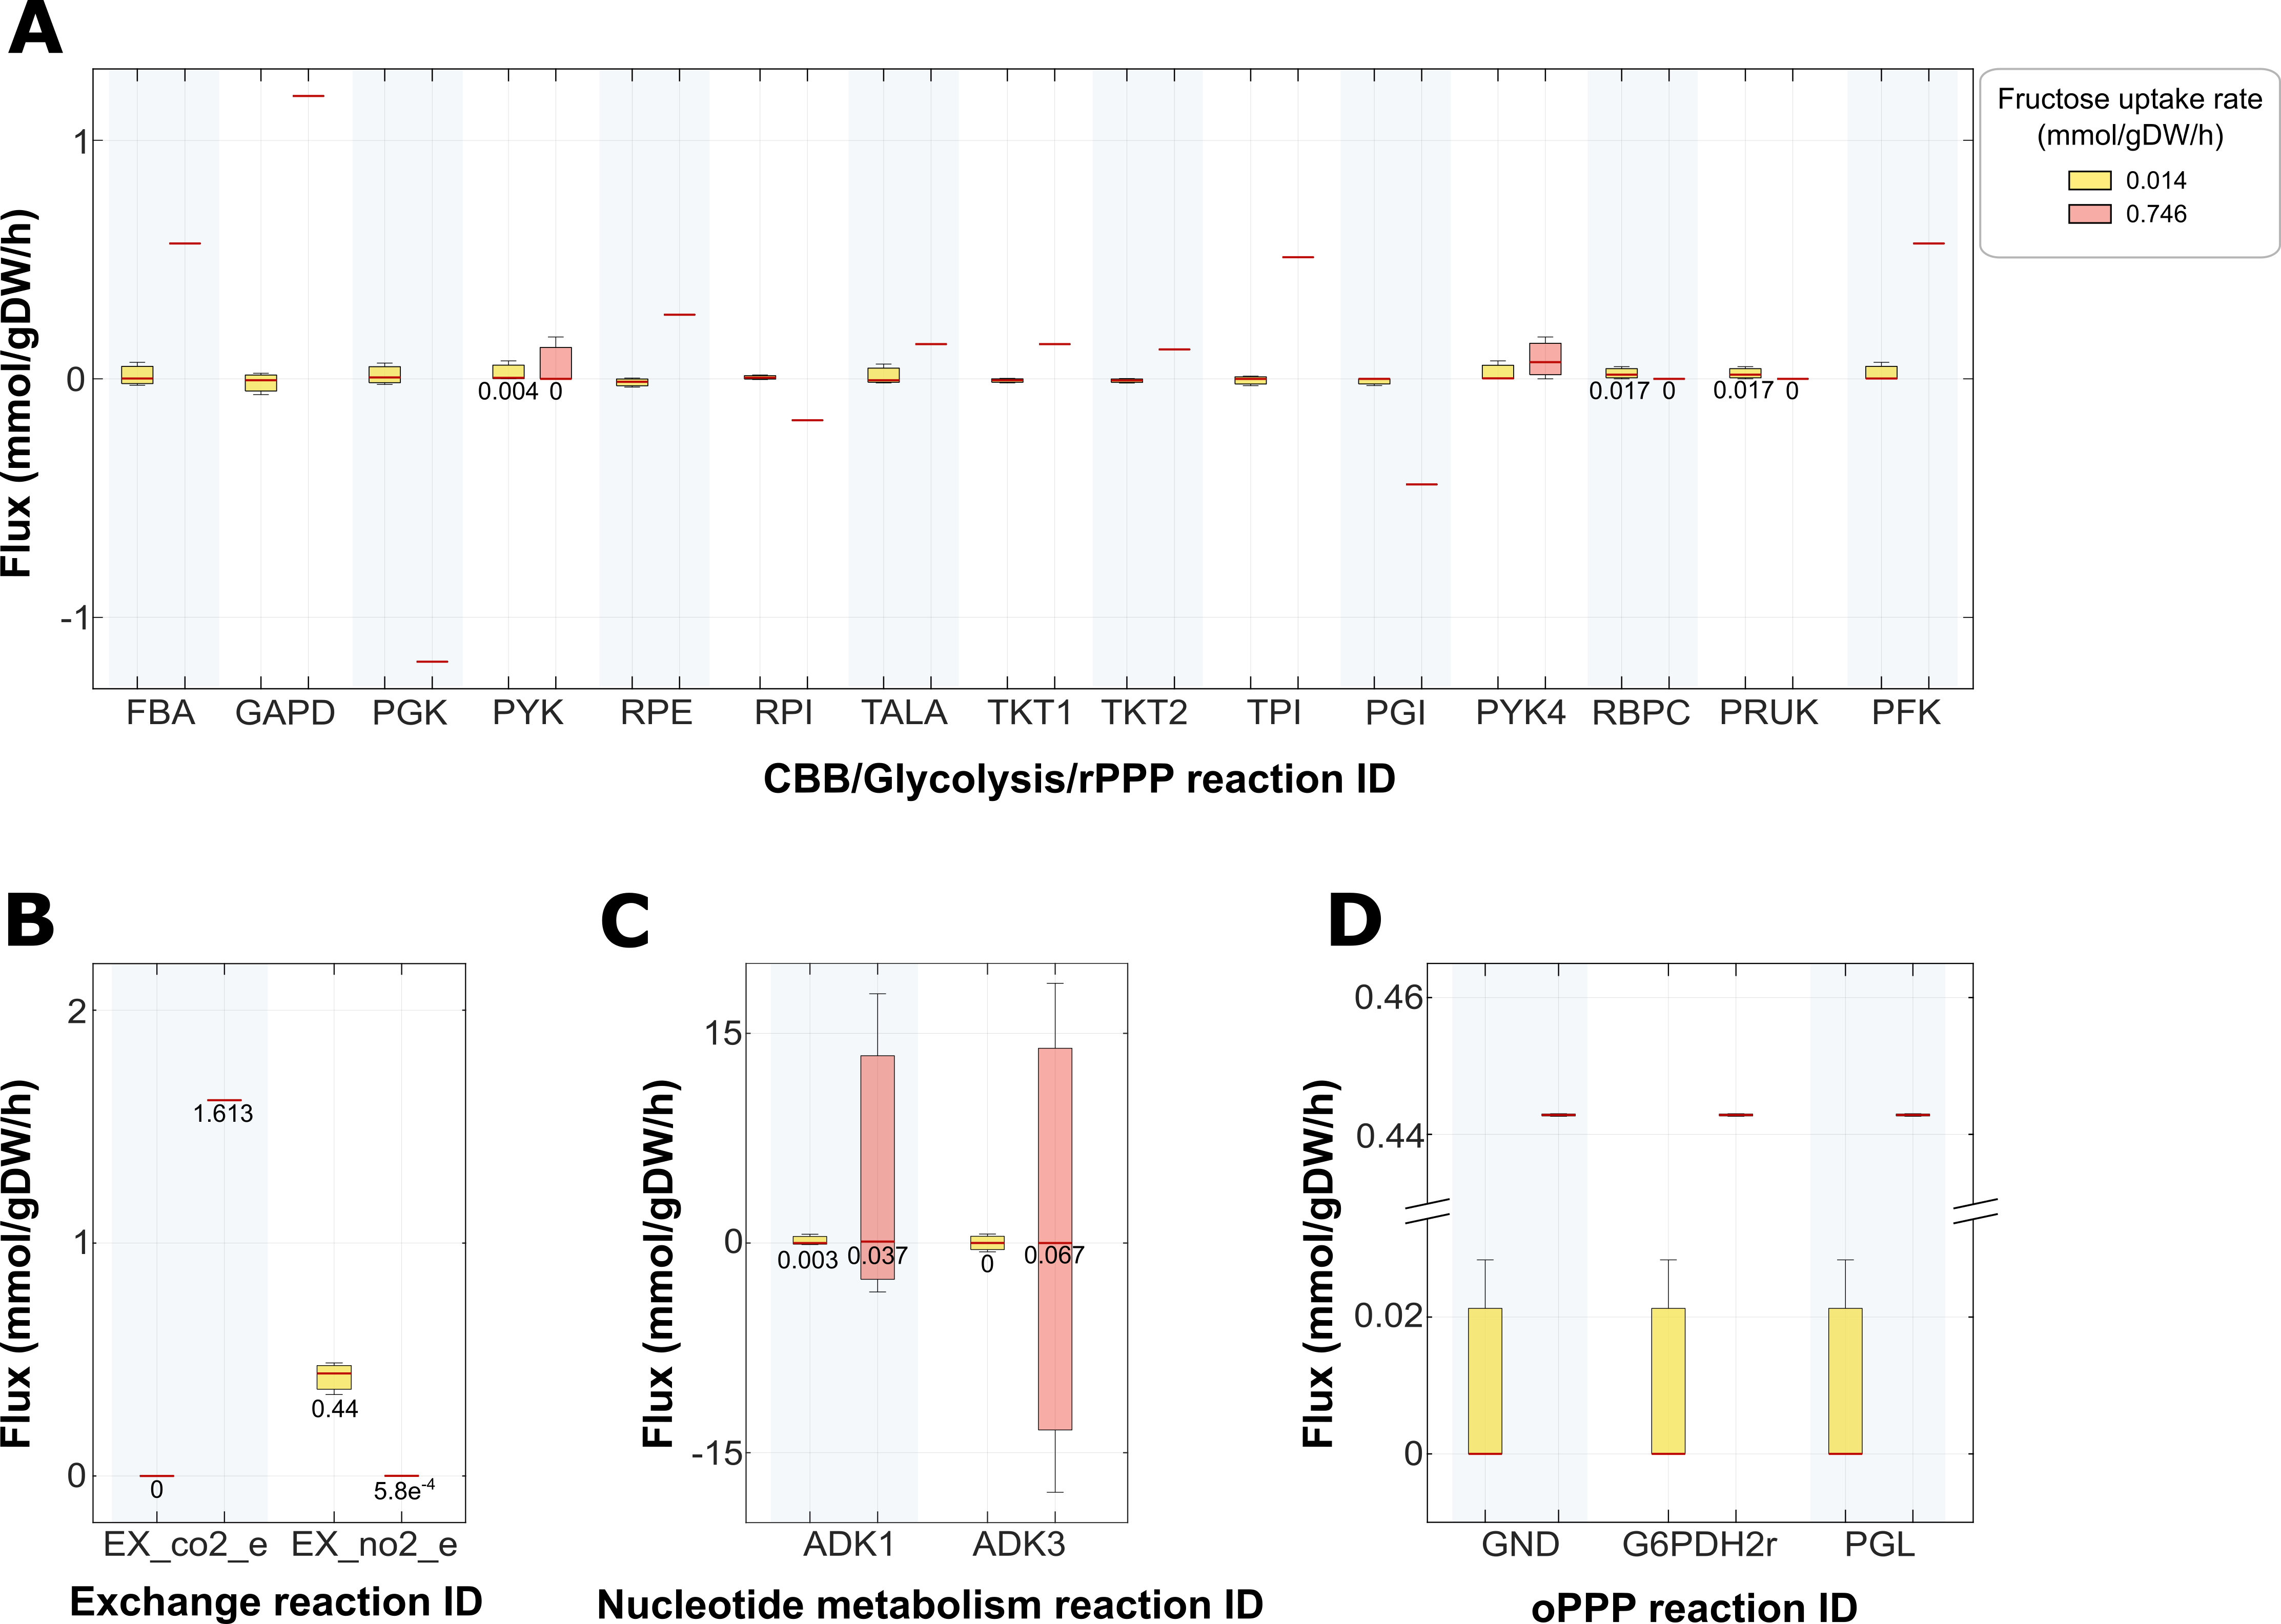 A
Flux (mmol/gDW/h)
1
0
-1
0.004 0
0.017 0
0.017 0
FBA GAPD PGK PYK RPE RPI TALA TKT1 TKT2 TPI PGI PYK4 RBPC PRUK PFK
CBB/Glycolysis/rPPP reaction ID
Fructose uptake rate
(mmol/gDW/h)
0.014
0.746
B
Flux (mmol/gDW/h)
2
1
0
1.613
0.44
0
5.8e-4
EX_co2_e EX_no2_e
Exchange reaction ID
C
Flux (mmol/gDW/h)
15
0
-15
0.003 0.037 0 0.067
ADK1 ADK3
Nucleotide metabolism reaction ID
D
Flux (mmol/gDW/h)
0.46
0.44
0.02
0
GND G6PDH2r PGL
oPPP reaction ID